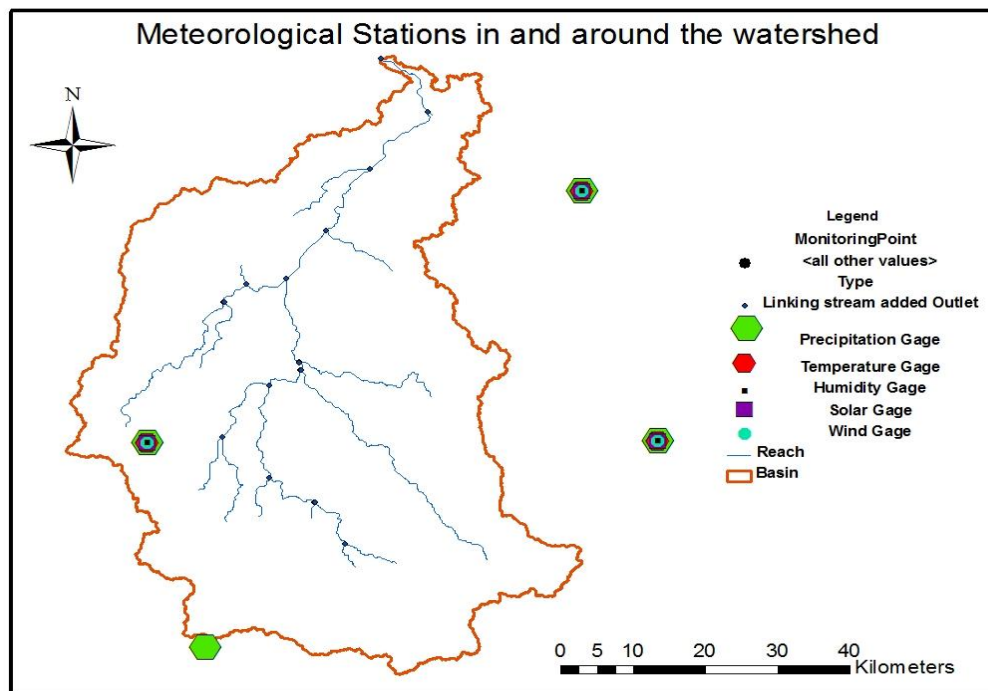 Meteorological Stations in and around the watershed
N
Legend
MonitoringPoint
<all other values>
Type
Linking stream added Outlet
Precipitation Gage
Temperature Gage
Humidity Gage
Solar Gage
Wind Gage
Reach
Basin
0 5 10 20 30 40
Kilometers